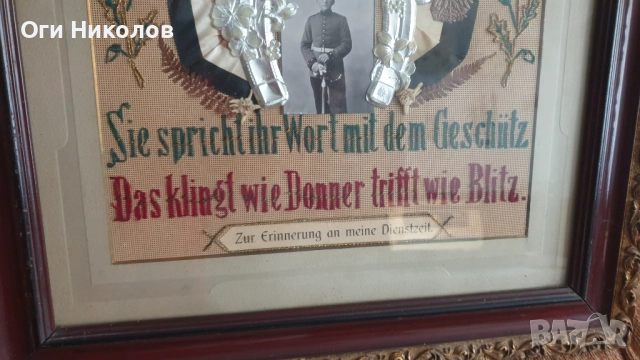 Оги Николов
Sie spricht ihr Wort mit dem Geschütz
Das klingt wie Donner trifft wie Blitz.
Zur Erinnerung an meine Dienstzeit.
BAZAR